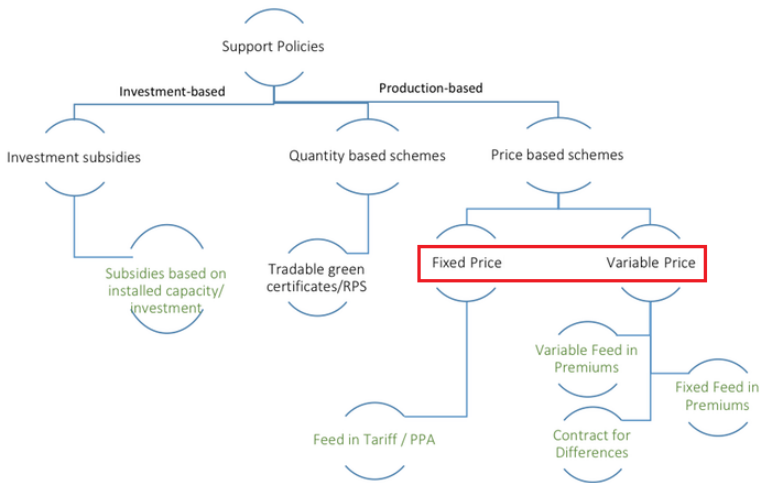 Support Policies
Investment-based
Production-based
Investment subsidies
Quantity based schemes
Price based schemes
Subsidies based on
installed capacity/
investment
Tradable green
certificates/RPS
Fixed Price
Variable Price
Variable Feed in
Premiums
Fixed Feed in
Premiums
Feed in Tariff / PPA
Contract for
Differences